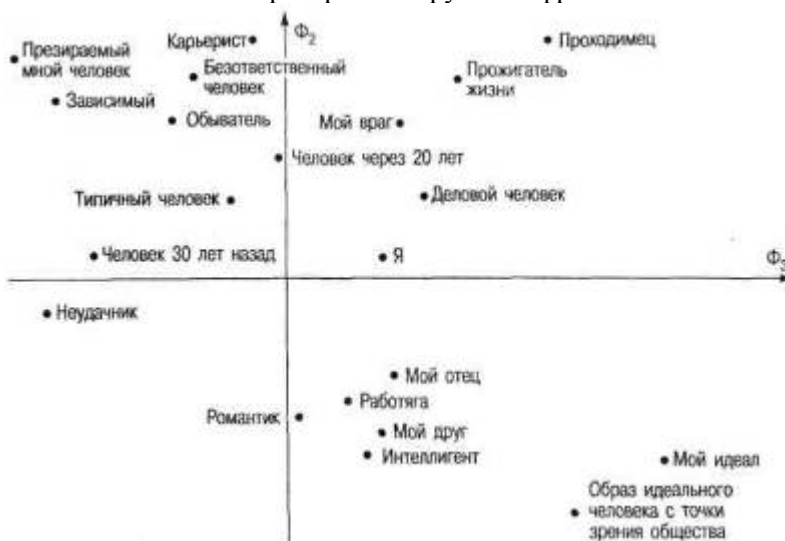 Карьерист
Ф2
Проходимец
Презираемый
мной человек
Безответственный
человек
Прожигатель
жизни
Зависимый
Обыватель
Мой враг
Человек через 20 лет
Типичный человек
Деловой человек
Человек 30 лет назад
Я
Ф3
Неудачник
Мой отец
Работяга
Романтик
Мой друг
Интеллигент
Мой идеал
Образ идеального
человека с точки
зрения общества